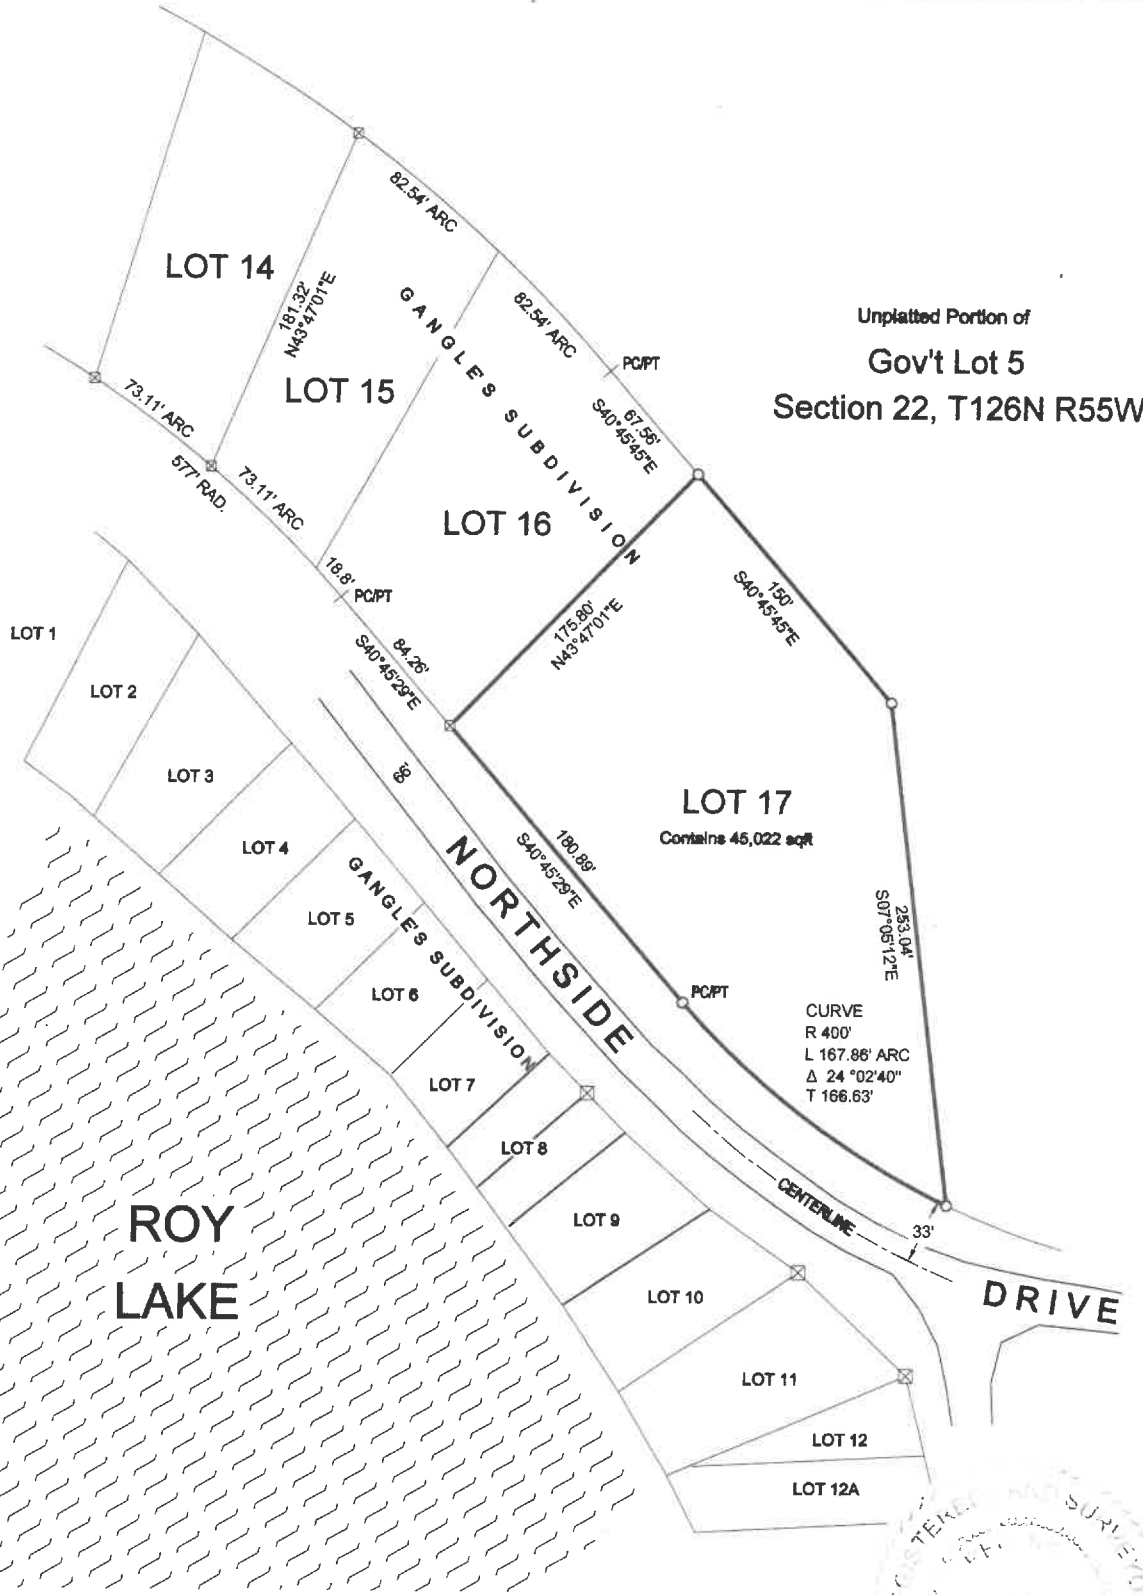 82.54' ARC
LOT 14
181.32'
N43°47'01"E
GANGLE'S SUBDIVISION
82.54' ARC
PC/PT
Unplatted Portion of
Gov't Lot 5
Section 22, T126N R55W
LOT 15
73.11' ARC
577' RAD.
73.11' ARC
67.56'
S40°45'45"E
LOT 16
18.8'
PC/PT
175.80'
N43°47'01"E
150'
S40°45'45"E
84.26'
S40°45'29"E
LOT 1
LOT 2
LOT 3
LOT 4
LOT 5
LOT 6
LOT 7
LOT 8
LOT 9
LOT 10
LOT 11
LOT 12
LOT 12A
GANGLE'S SUBDIVISION
66'
LOT 17
Contains 45,022 sqft
180.89'
S40°45'29"E
253.04'
S07°05'12"E
PC/PT
CURVE
R 400'
L 167.86' ARC
Δ 24 °02'40"
T 166.63'
NORTHSIDE
DRIVE
CENTERLINE
33'
ROY
LAKE